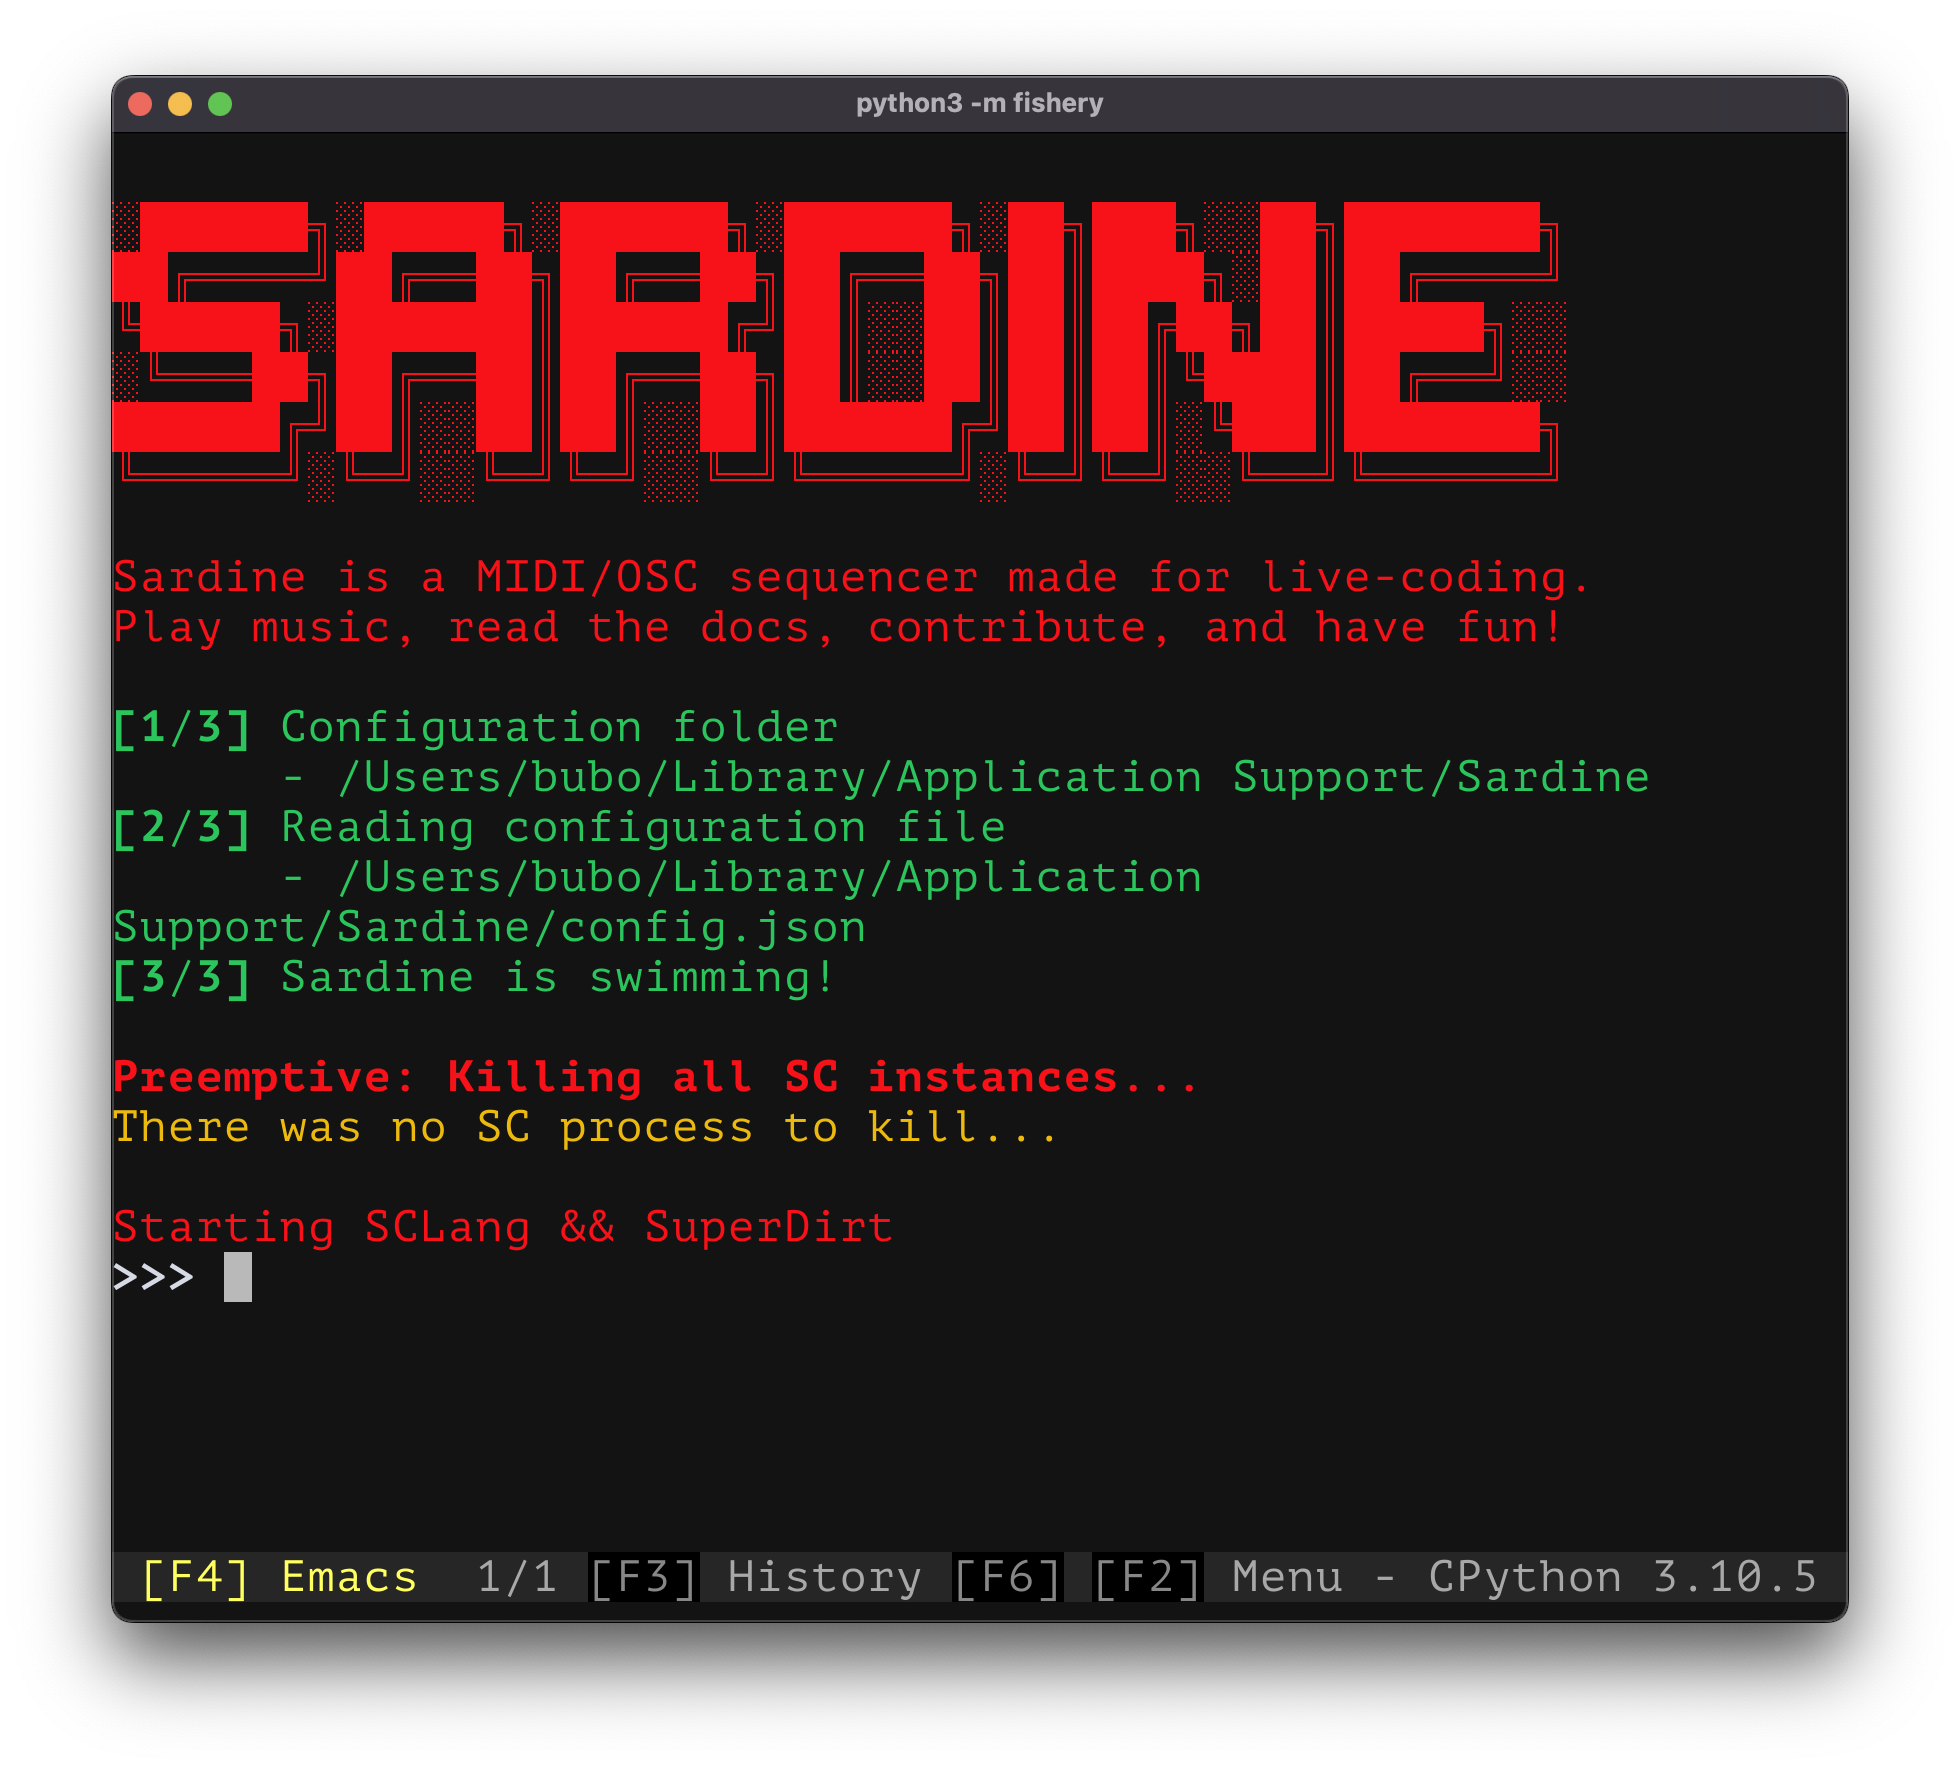 python3 -m fishery
SARDINE
Sardine is a MIDI/OSC sequencer made for live-coding.
Play music, read the docs, contribute, and have fun!
[1/3] Configuration folder
- /Users/bubo/Library/Application Support/Sardine
[2/3] Reading configuration file
- /Users/bubo/Library/Application
Support/Sardine/config.json
[3/3] Sardine is swimming!
Preemptive: Killing all SC instances...
There was no SC process to kill...
Starting SCLang && SuperDirt
>>>
[F4] Emacs 1/1 [F3] History [F6] [F2] Menu - CPython 3.10.5